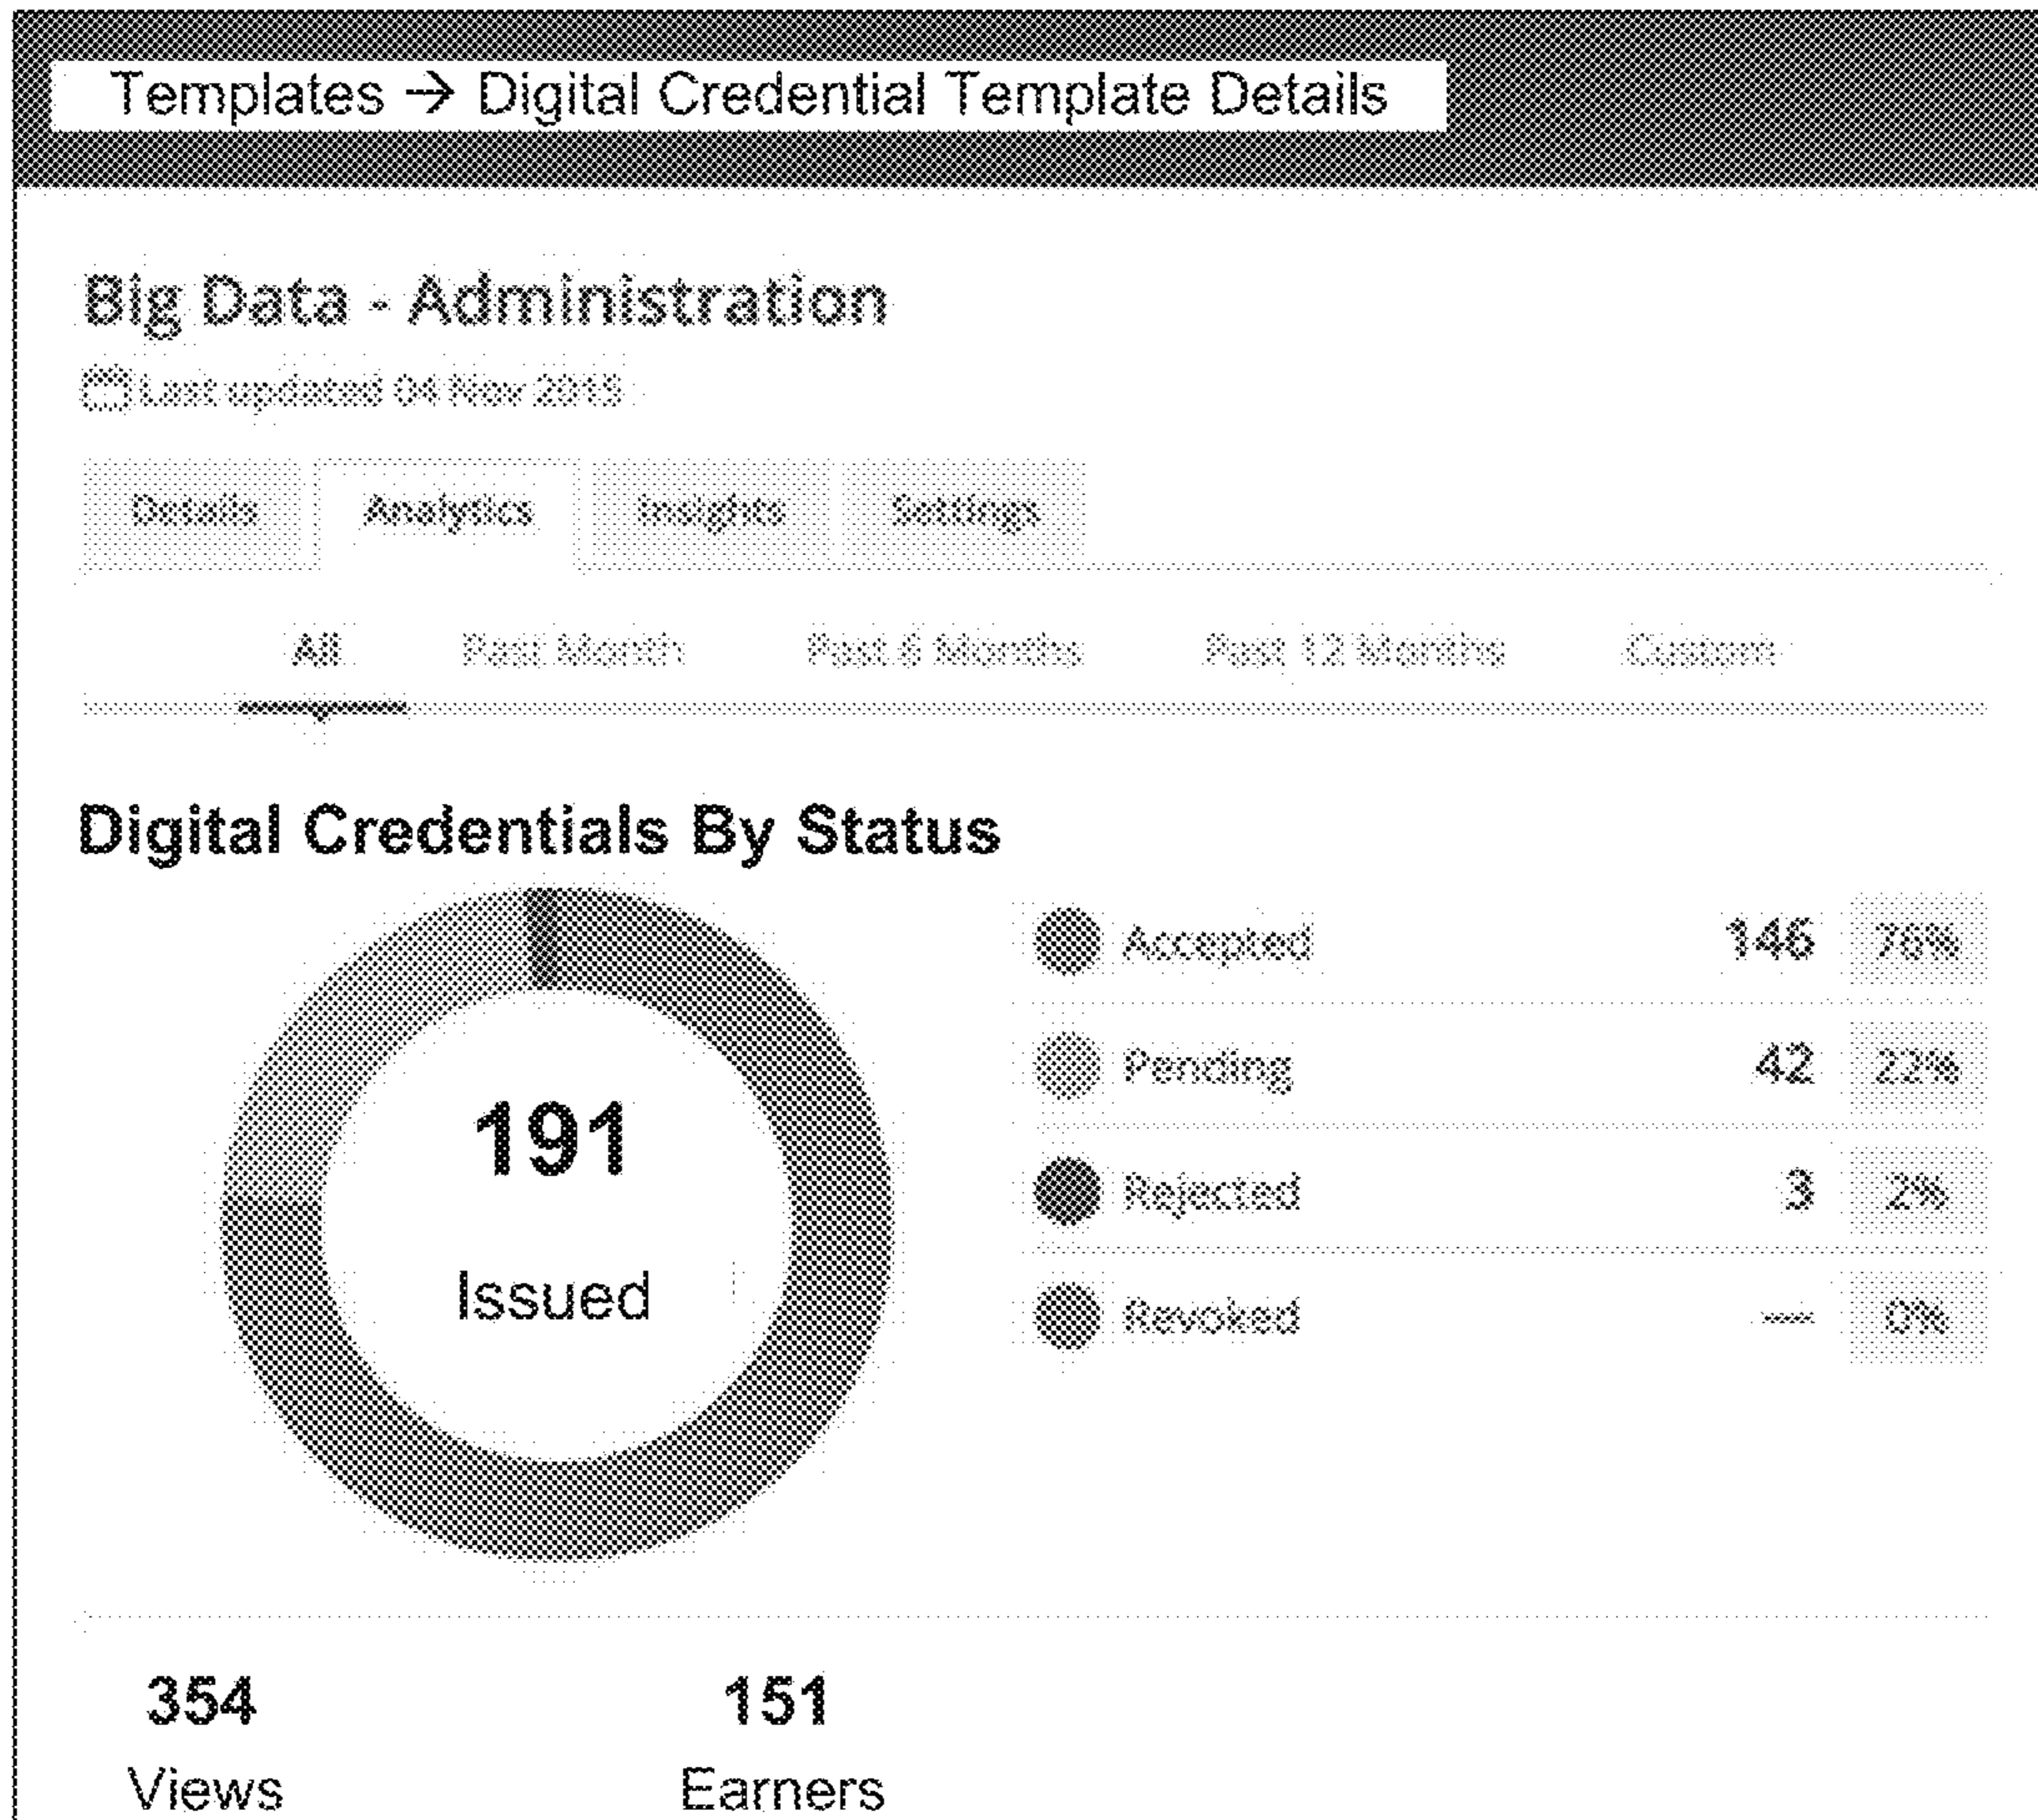 Templates → Digital Credential Template Details
Big Data - Administration
Last updated 04 Nov 2015
Details Analytics Insights Settings
All Past Month Past 6 Months Past 12 Months Custom
Digital Credentials By Status
191
Issued
Accepted 146 76%
Pending 42 22%
Rejected 3 2%
Revoked — 0%
354 151
Views Earners